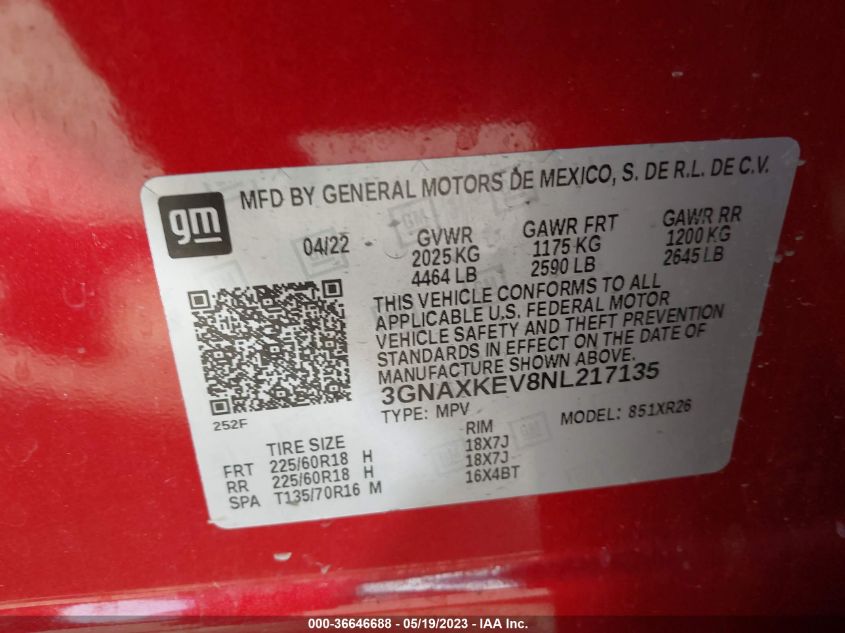 gm
MFD BY GENERAL MOTORS DE MEXICO, S. DE R.L. DE C.V.
04/22 GVWR GAWR FRT GAWR RR
2025 KG 1175 KG 1200 KG
4464 LB 2590 LB 2645 LB
THIS VEHICLE CONFORMS TO ALL
APPLICABLE U.S. FEDERAL MOTOR
VEHICLE SAFETY AND THEFT PREVENTION
STANDARDS IN EFFECT ON THE DATE OF
MANUFACTURE SHOWN ABOVE.
3GNAXKEV8NL217135
TYPE: MPV MODEL: 851XR26
252F
TIRE SIZE RIM
FRT 225/60R18 H 18X7J
RR 225/60R18 H 18X7J
SPA T135/70R16 M 16X4BT
000-36646688 - 05/19/2023 - IAA Inc.